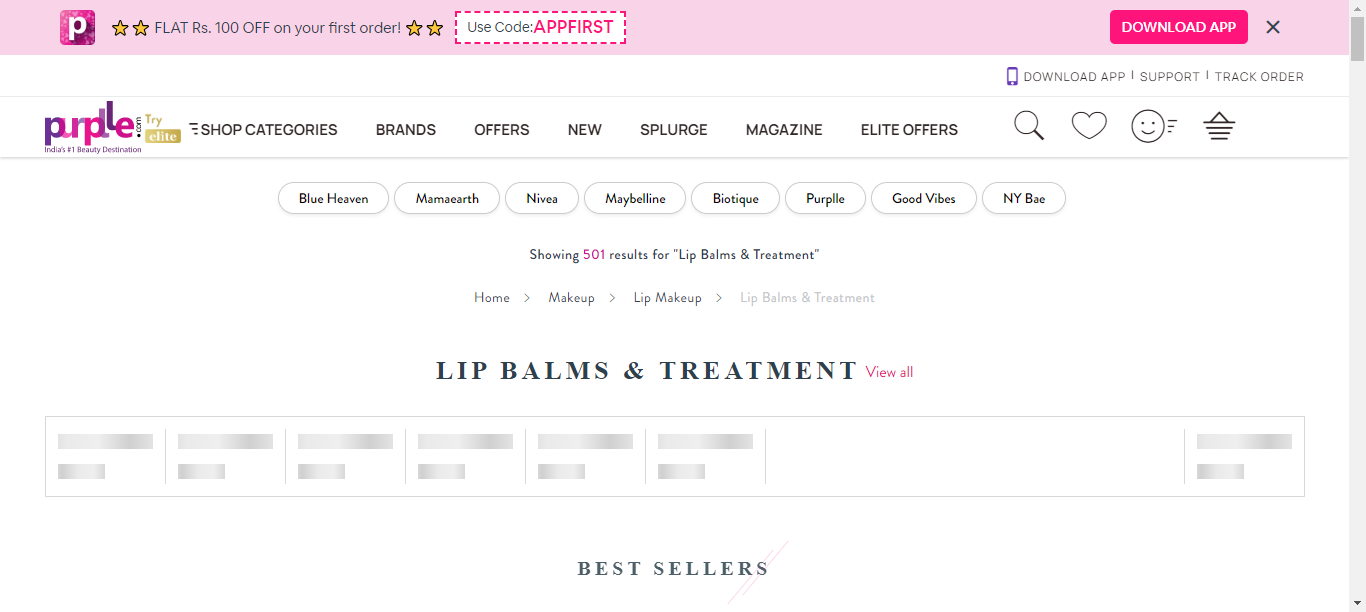 FLAT Rs. 100 OFF on your first order!
Use Code:APPFIRST
DOWNLOAD APP
DOWNLOAD APP
SUPPORT
TRACK ORDER
purplle.com
India's #1 Beauty Destination
Try
elite
SHOP CATEGORIES
BRANDS
OFFERS
NEW
SPLURGE
MAGAZINE
ELITE OFFERS
Blue Heaven
Mamaearth
Nivea
Maybelline
Biotique
Purplle
Good Vibes
NY Bae
Showing 501 results for "Lip Balms & Treatment"
Home > Makeup > Lip Makeup > Lip Balms & Treatment
LIP BALMS & TREATMENT View all
BEST SELLERS